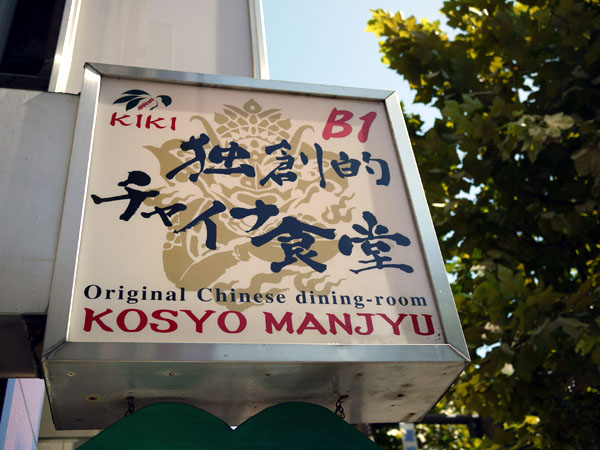 KIKI
B1
独創的
チャイナ食堂
Original Chinese dining-room
KOSYO MANJYU